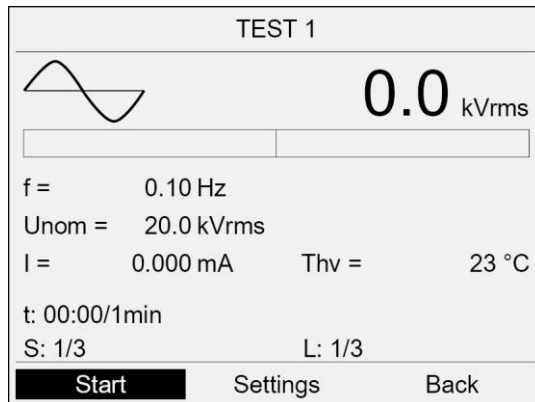 TEST 1
0.0 kVrms
f = 0.10 Hz
Unom = 20.0 kVrms
I = 0.000 mA Thv = 23 °C
t: 00:00/1min
S: 1/3 L: 1/3
Start Settings Back